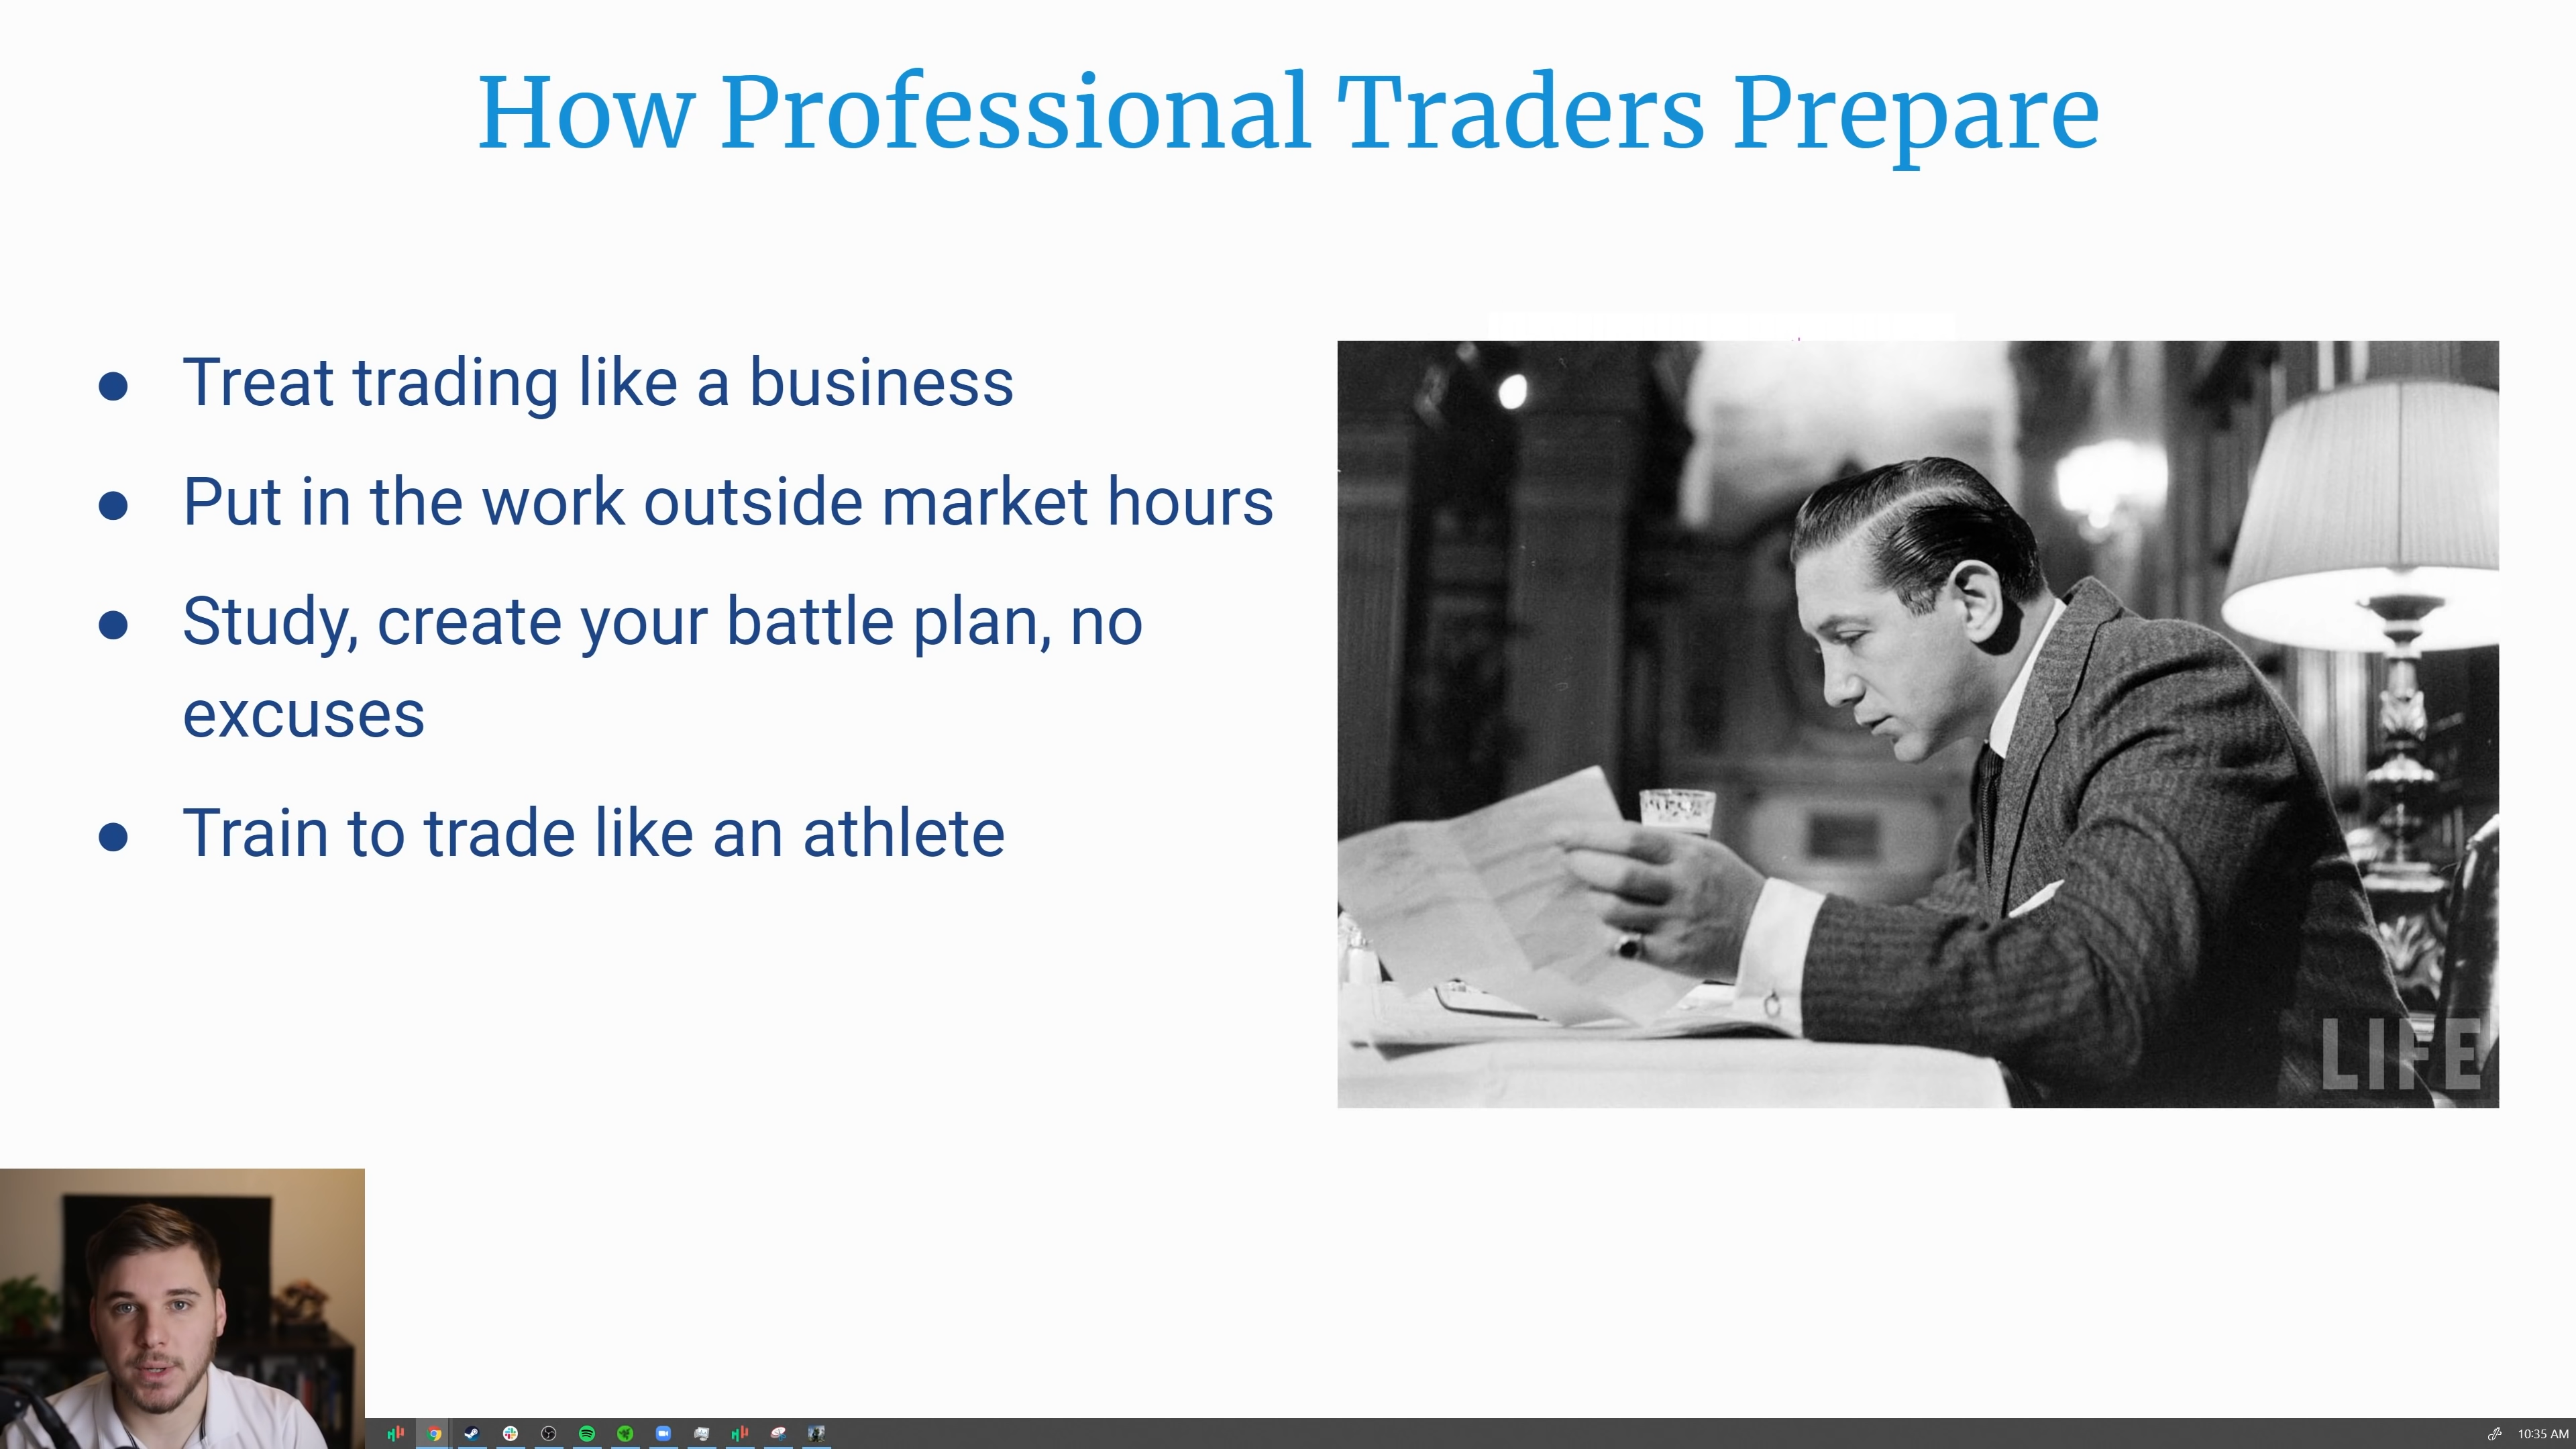 How Professional Traders Prepare
● Treat trading like a business
● Put in the work outside market hours
● Study, create your battle plan, no
excuses
● Train to trade like an athlete
LIFE
10:35 AM